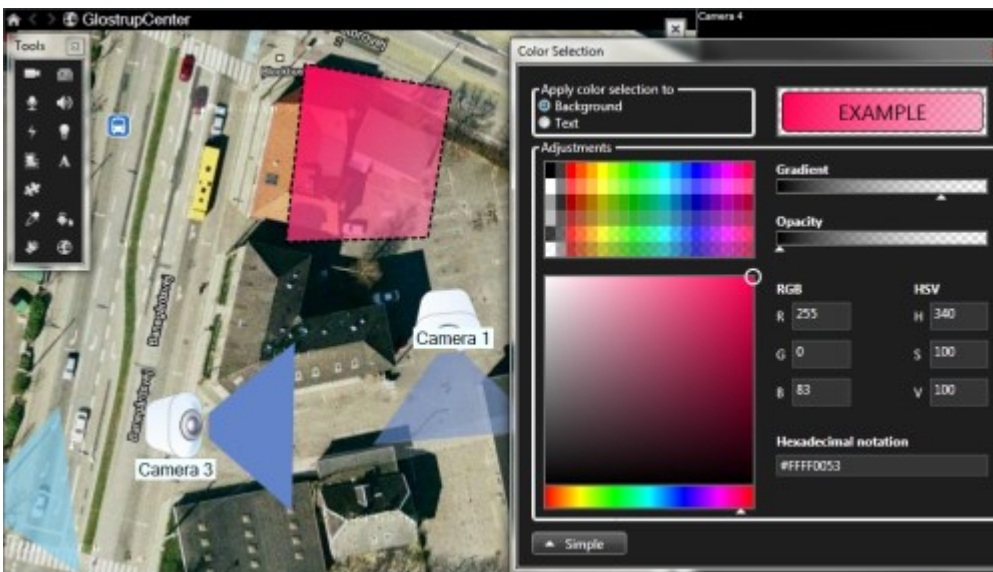 GlostrupCenter
Camera 4
Tools
Color Selection
Apply color selection to
Background
Text
EXAMPLE
Adjustments
Gradient
Opacity
RGB
HSV
R 255
H 340
G 0
S 100
B 83
V 100
Hexadecimal notation
#FFFF0053
Simple
A
Camera 1
Camera 3